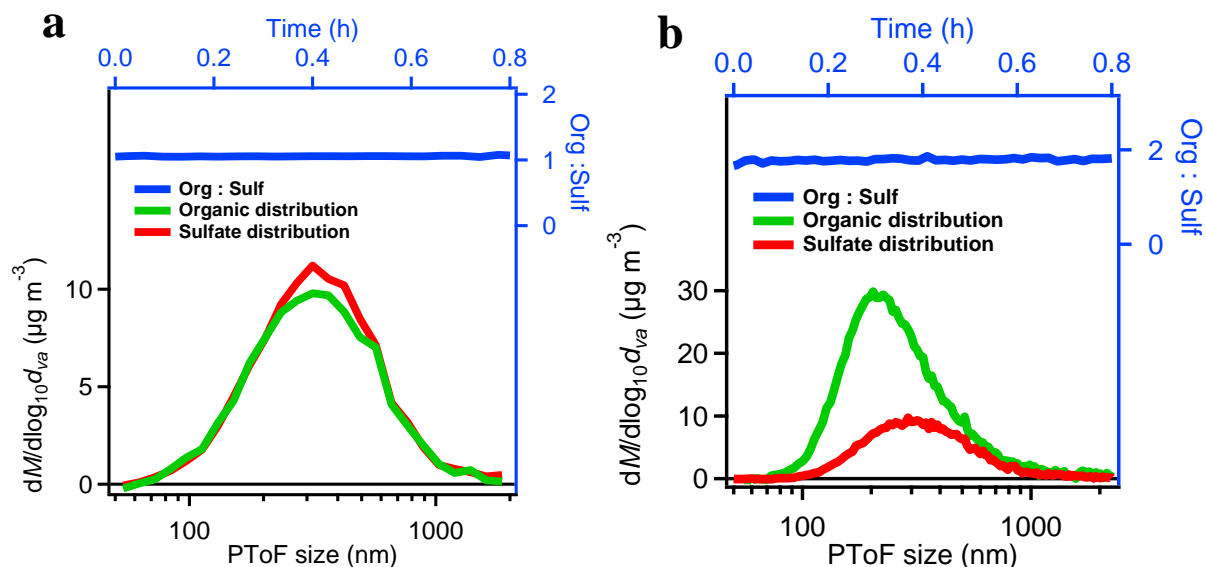 a
Time (h)
0.0 0.2 0.4 0.6 0.8
2
1
0
Org :Sulf
Org : Sulf
Organic distribution
Sulfate distribution
10
5
0
dM/dlog10dva (µg m-3)
100 1000
PToF size (nm)
b
Time (h)
0.0 0.2 0.4 0.6 0.8
2
0
Org : Sulf
Org : Sulf
Organic distribution
Sulfate distribution
30
20
10
0
dM/dlog10dva (µg m-3)
100 1000
PToF size (nm)